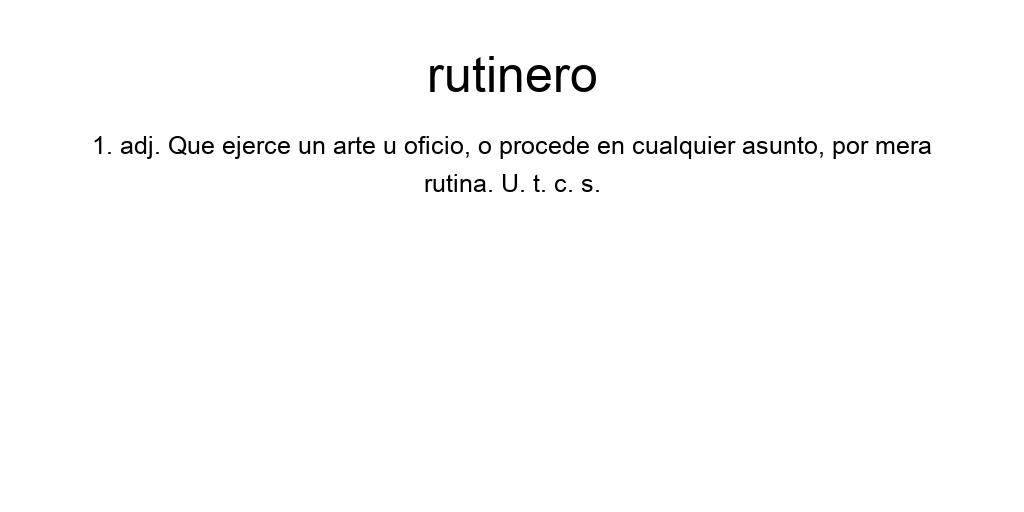 rutinero
1. adj. Que ejerce un arte u oficio, o procede en cualquier asunto, por mera
rutina. U. t. c. s.